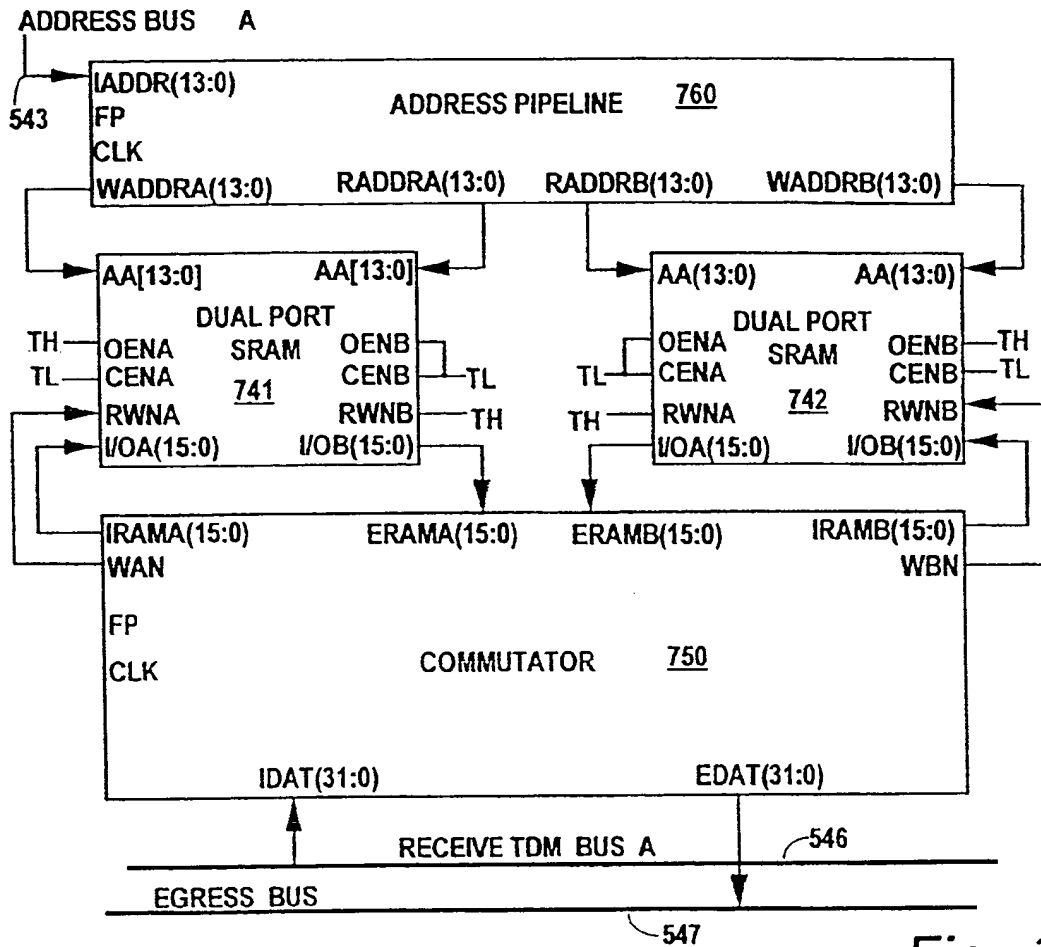 ADDRESS BUS A
543
IADDR(13:0)
FP
CLK
ADDRESS PIPELINE 760
WADDRA(13:0) RADDRA(13:0) RADDRB(13:0) WADDRB(13:0)
AA[13:0] AA[13:0]
DUAL PORT
SRAM
741
TH OENA OENB
TL CENA CENB TL
RWNA RWNB TH
I/OA(15:0) I/OB(15:0)
AA(13:0) AA(13:0)
DUAL PORT
SRAM
742
OENA OENB TH
TL CENA CENB TL
TH RWNA RWNB
I/OA(15:0) I/OB(15:0)
IRAMA(15:0) ERAMA(15:0) ERAMB(15:0) IRAMB(15:0)
WAN WBN
FP
CLK
COMMUTATOR 750
IDAT(31:0) EDAT(31:0)
RECEIVE TDM BUS A 546
EGRESS BUS
547